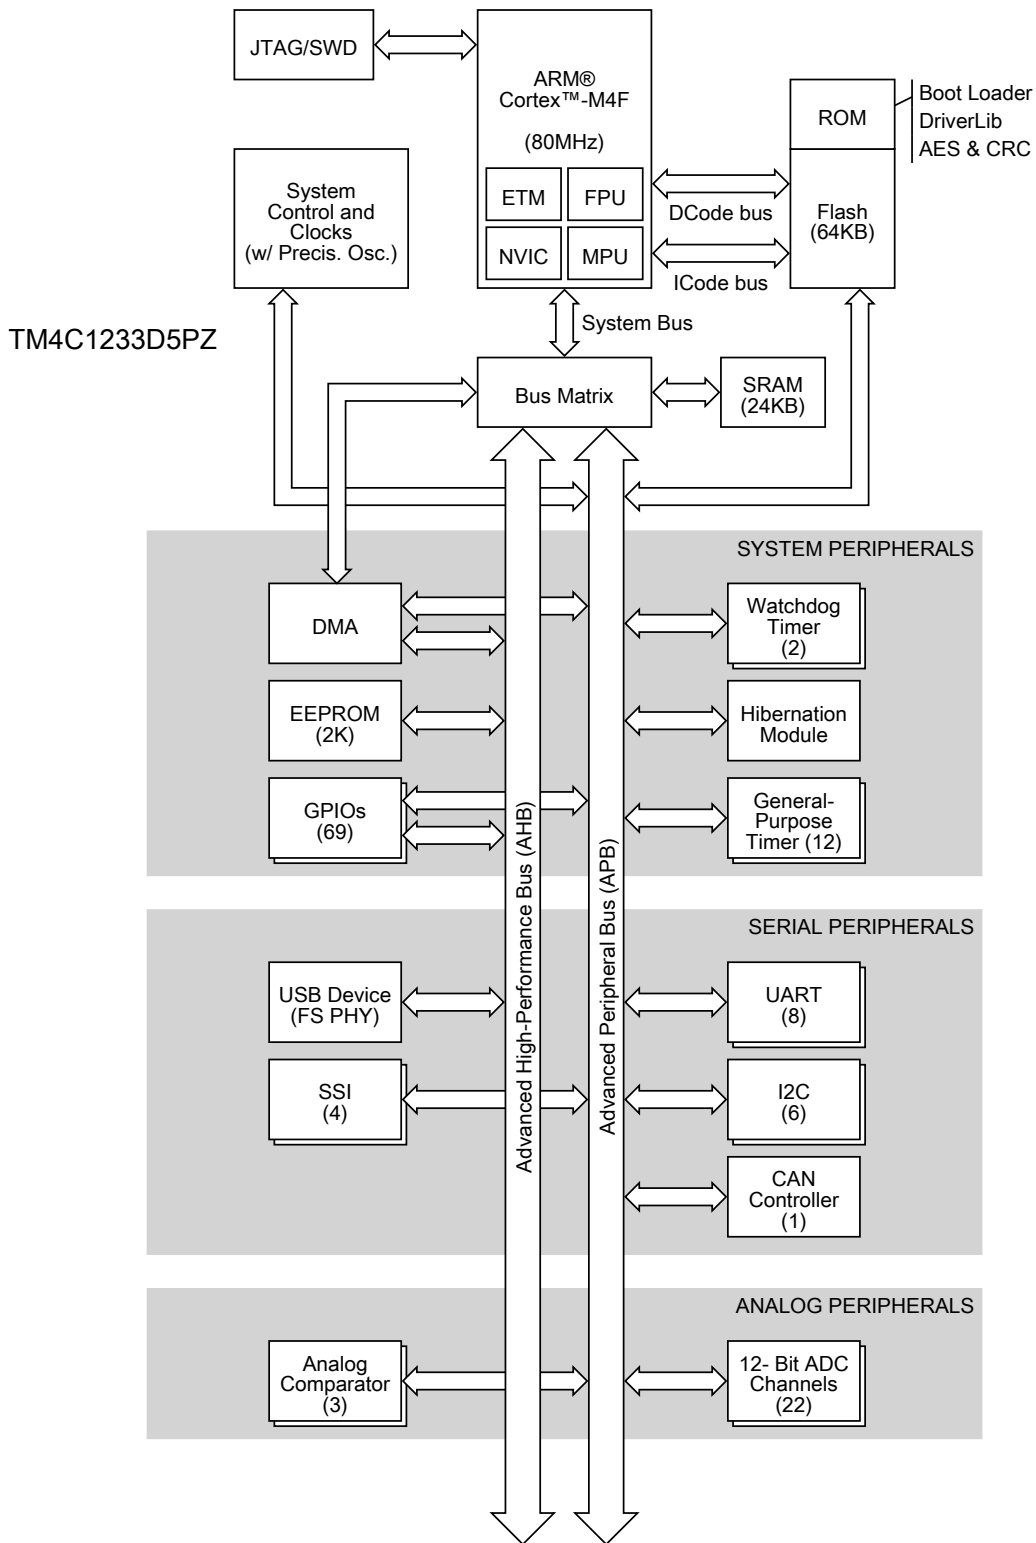 JTAG/SWD
ARM®
Cortex™-M4F
(80MHz)
ETM
FPU
NVIC
MPU
ROM
Boot Loader
DriverLib
AES & CRC
Flash
(64KB)
DCode bus
ICode bus
System
Control and
Clocks
(w/ Precis. Osc.)
TM4C1233D5PZ
System Bus
Bus Matrix
SRAM
(24KB)
SYSTEM PERIPHERALS
DMA
Watchdog
Timer
(2)
EEPROM
(2K)
Hibernation
Module
GPIOs
(69)
General-
Purpose
Timer (12)
Advanced High-Performance Bus (AHB)
Advanced Peripheral Bus (APB)
SERIAL PERIPHERALS
USB Device
(FS PHY)
UART
(8)
SSI
(4)
I2C
(6)
CAN
Controller
(1)
ANALOG PERIPHERALS
Analog
Comparator
(3)
12- Bit ADC
Channels
(22)